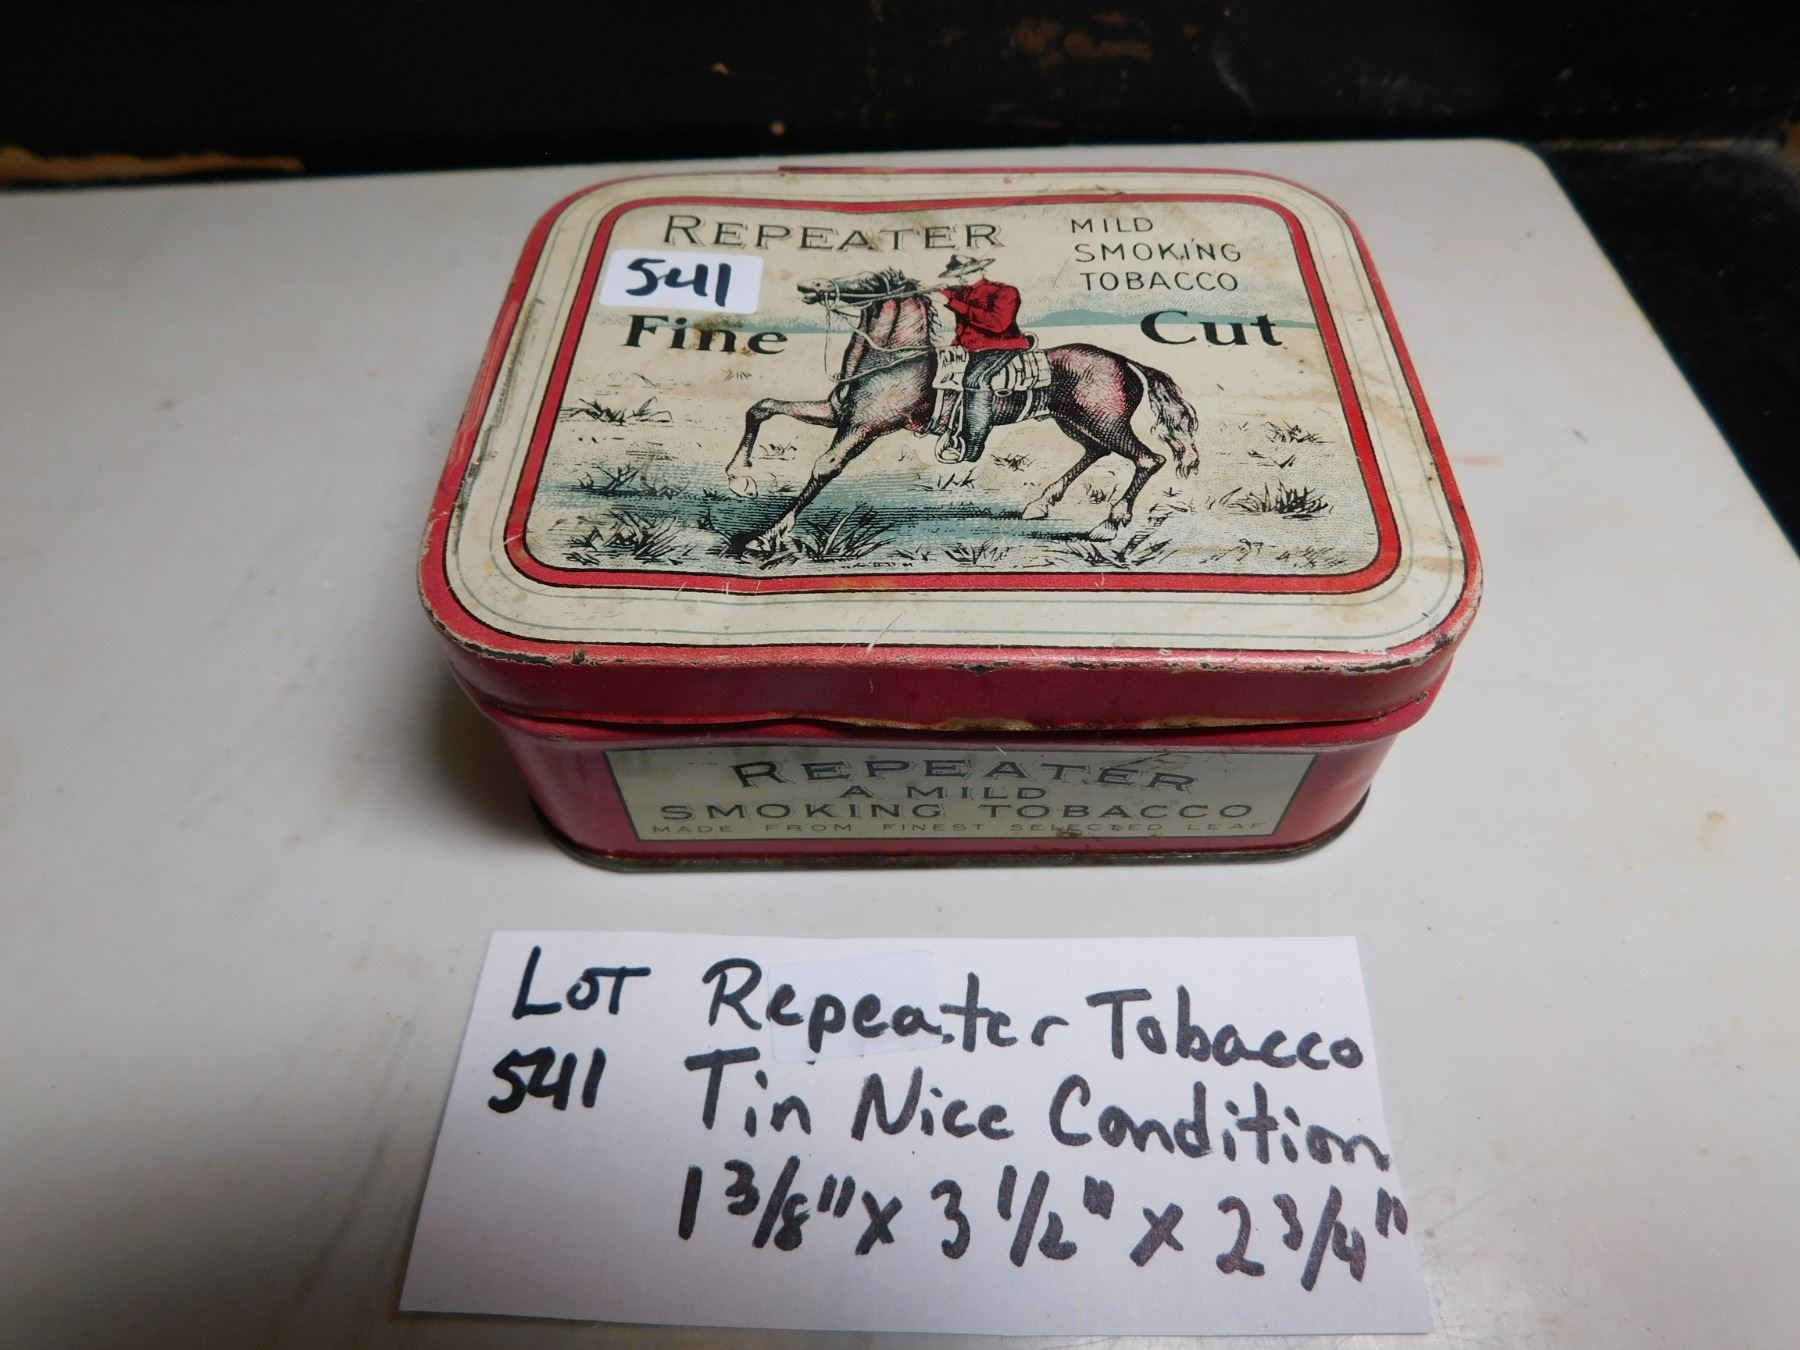 REPEATER
MILD
SMOKING
TOBACCO
541
Fine Cut
REPEATER
A MILD
SMOKING TOBACCO
MADE FROM FINEST SELECTED LEAF
LOT Repeater Tobacco
541 Tin Nice Condition
1 3/8" x 3 1/2" x 2 3/4"